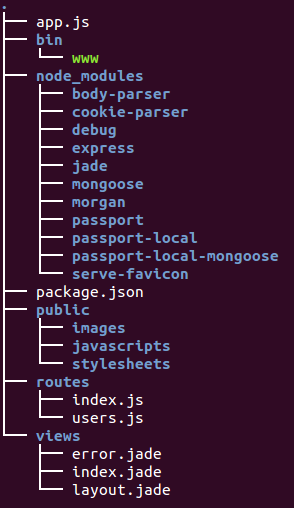 .
├── app.js
├── bin
│   └── www
├── node_modules
│   ├── body-parser
│   ├── cookie-parser
│   ├── debug
│   ├── express
│   ├── jade
│   ├── mongoose
│   ├── morgan
│   ├── passport
│   ├── passport-local
│   ├── passport-local-mongoose
│   └── serve-favicon
├── package.json
├── public
│   ├── images
│   ├── javascripts
│   └── stylesheets
├── routes
│   ├── index.js
│   └── users.js
└── views
    ├── error.jade
    ├── index.jade
    └── layout.jade